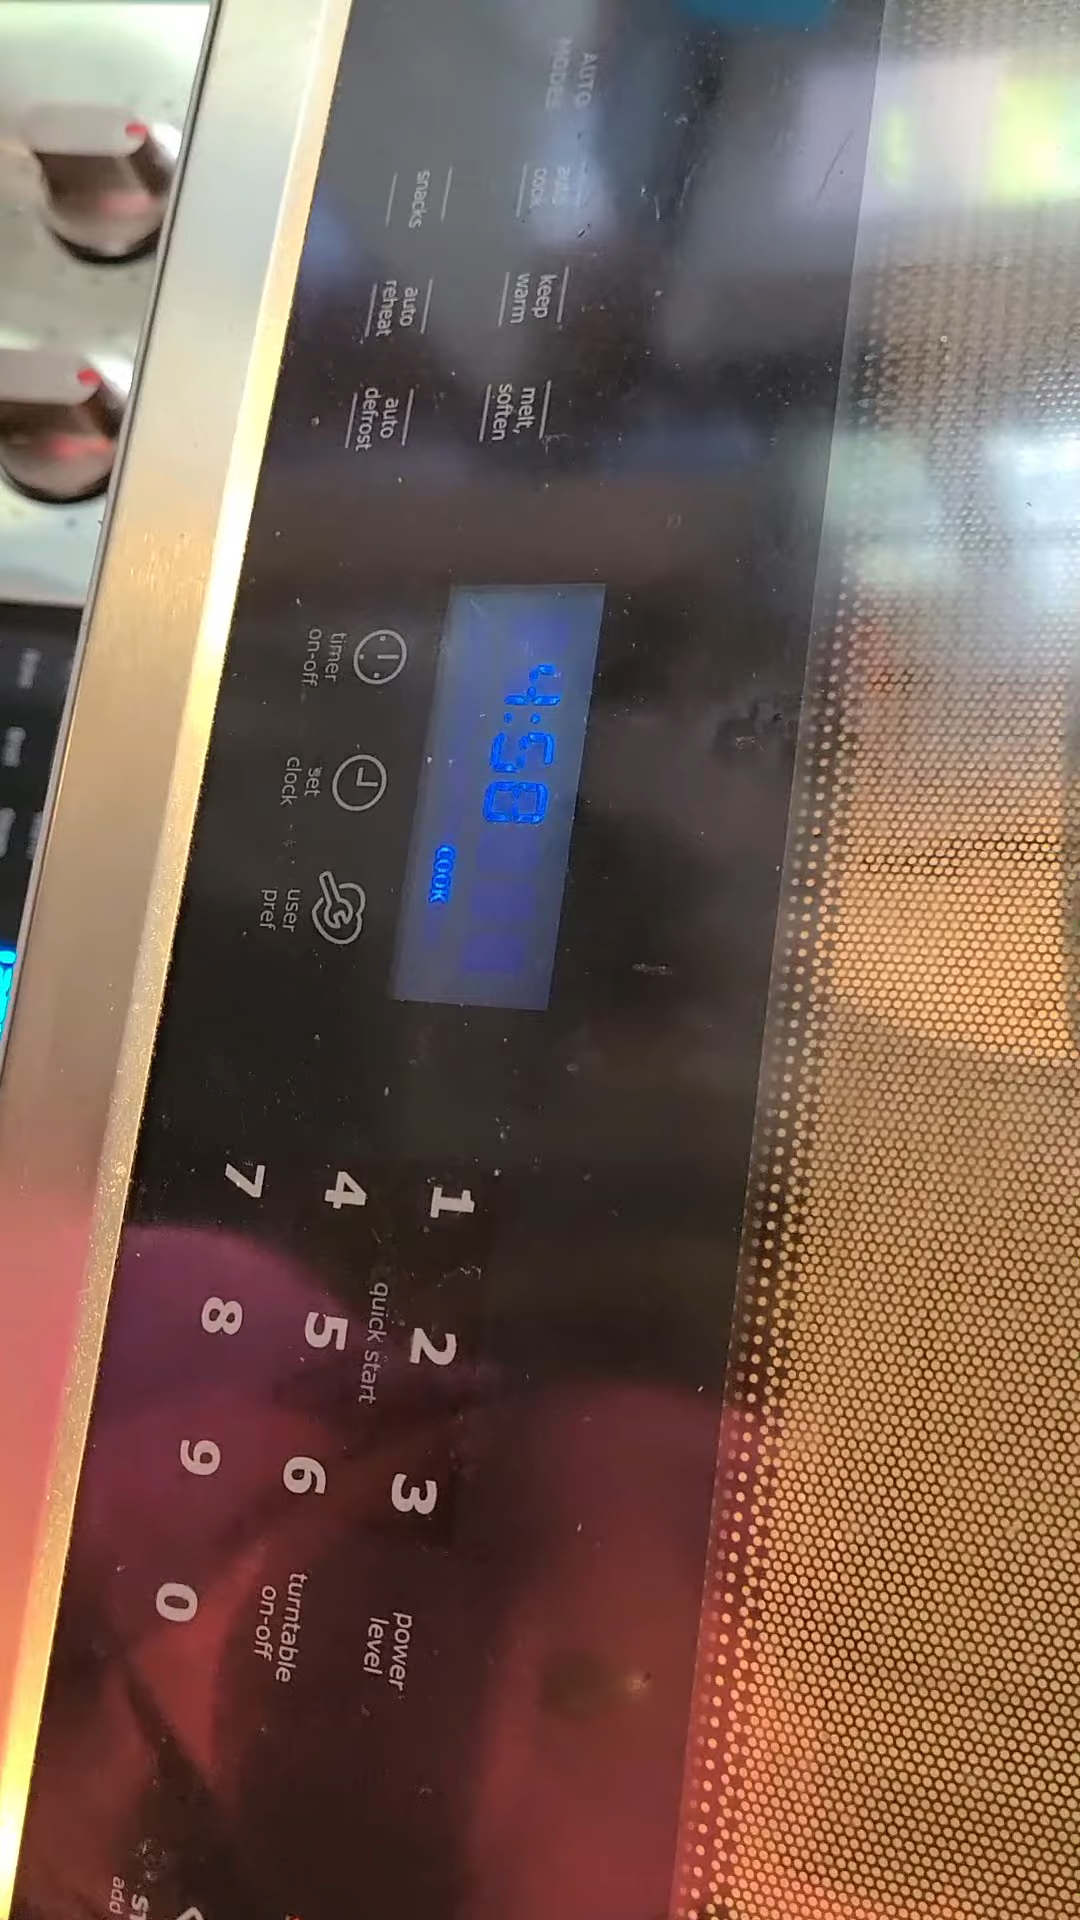 AUTO
MODES
auto
cook
keep
warm
melt,
soften
snacks
auto
reheat
auto
defrost
4:58
COOK
timer
on-off
set
clock
user
pref
1 2 3
quick start
4 5 6
7 8 9 0
power
level
turntable
on-off
add